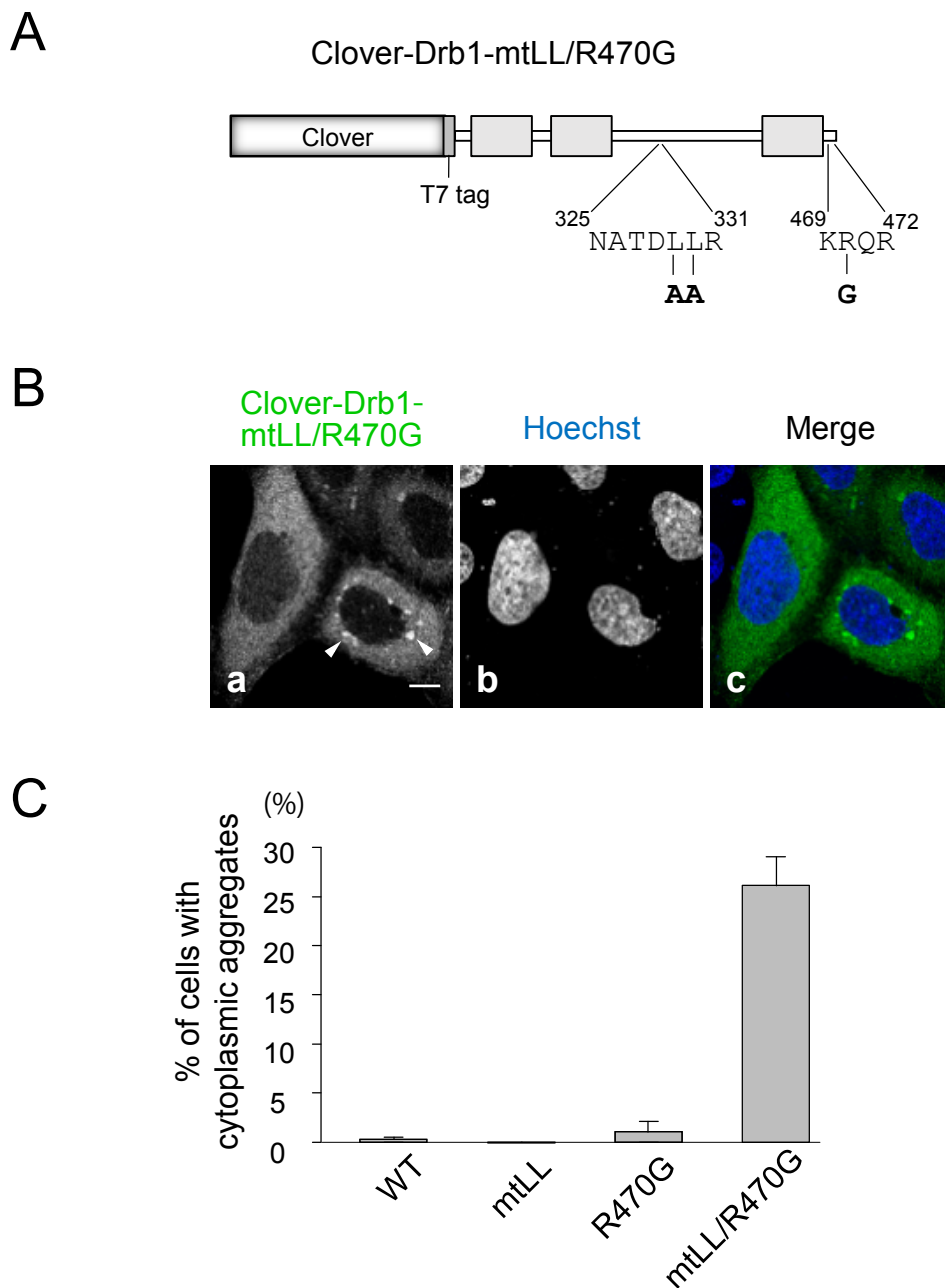 A
Clover-Drb1-mtLL/R470G
Clover
T7 tag
325 331 469 472
NATDLLR KRQR
AA G
B
Clover-Drb1-
mtLL/R470G
Hoechst
Merge
a b c
C
(%)
% of cells with
cytoplasmic aggregates
30
25
20
15
10
5
0
WT
mtLL
R470G
mtLL/R470G